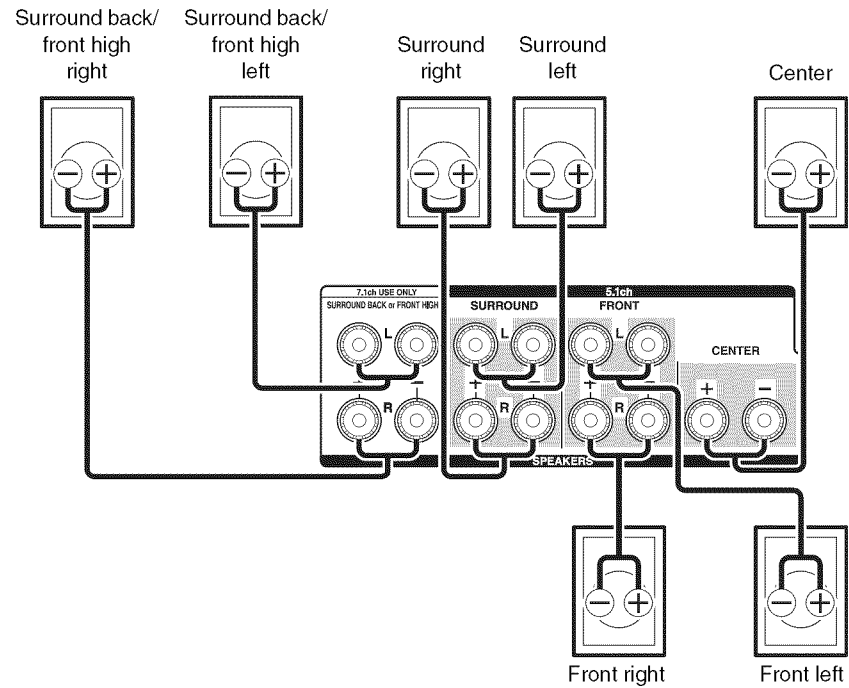 Surround back/
front high
right
Surround back/
front high
left
Surround
right
Surround
left
Center
7.1ch USE ONLY
5.1ch
SURROUND BACK or FRONT HIGH
SURROUND
FRONT
L
L
L
CENTER
+
−
+
−
+
−
+
−
R
R
R
SPEAKERS
Front right
Front left